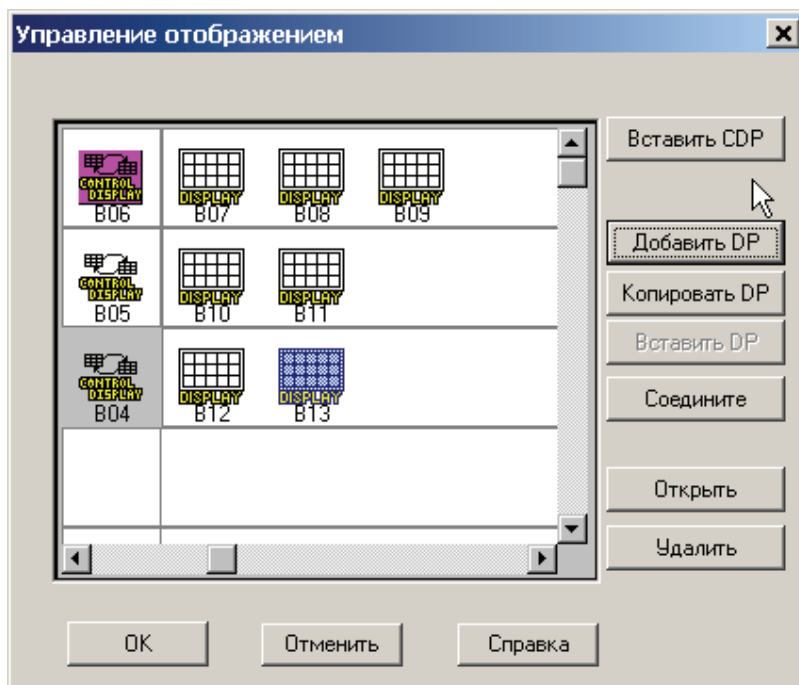 Управление отображением
Вставить CDP
CONTROL
DISPLAY
B06
DISPLAY
B07
DISPLAY
B08
DISPLAY
B09
Добавить DP
Копировать DP
CONTROL
DISPLAY
B05
DISPLAY
B10
DISPLAY
B11
Вставить DP
CONTROL
DISPLAY
B04
DISPLAY
B12
DISPLAY
B13
Соедините
Открыть
Удалить
OK
Отменить
Справка